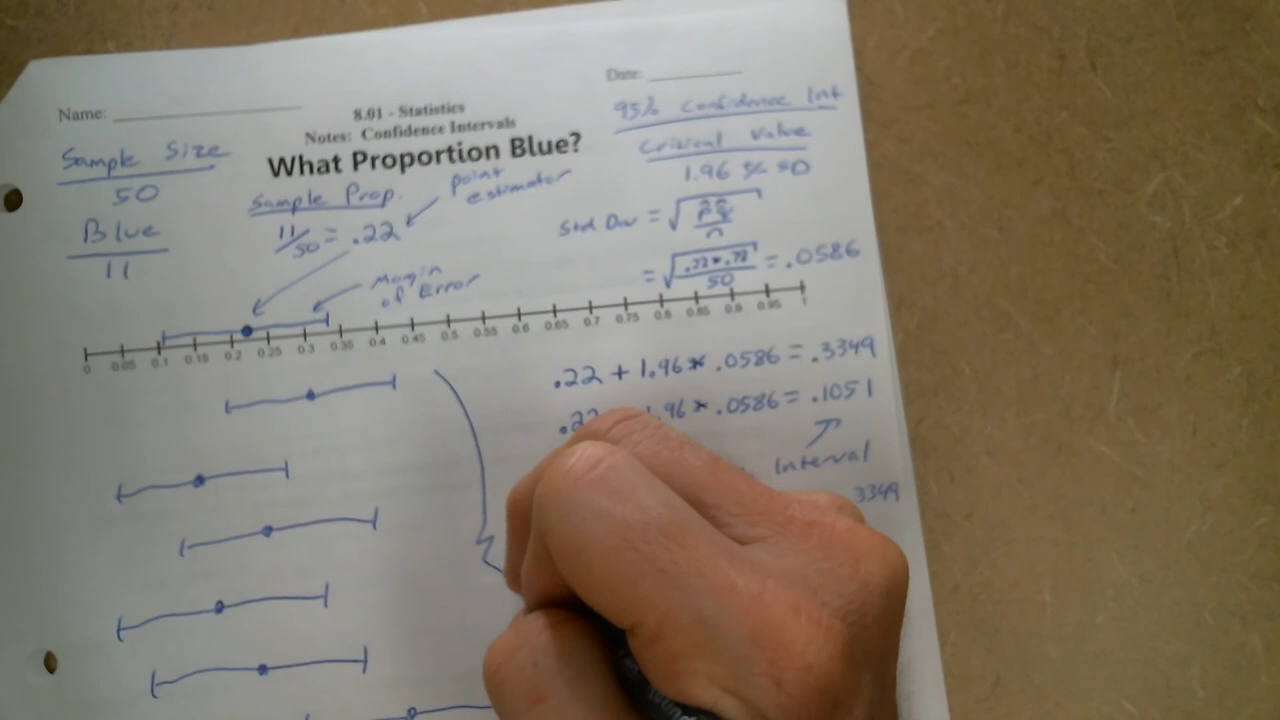 Name:
Date:
8.01 - Statistics
Notes: Confidence Intervals
What Proportion Blue?
Sample Size
50
Blue
11
Sample Prop.
11/50 = .22
point
estimator
Margin
of Error
95% Confidence Int
Critical Value
1.96 SD
Std Dev = √p̂q̂/n
= √.22*.78/50 = .0586
0 0.05 0.1 0.15 0.2 0.25 0.3 0.35 0.4 0.45 0.5 0.55 0.6 0.65 0.7 0.75 0.8 0.85 0.9 0.95 1
.22 + 1.96 * .0586 = .3349
.22 1.96 * .0586 = .1051
Interval
3349